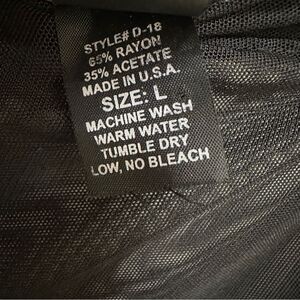 STYLE# D-18
65% RAYON
35% ACETATE
MADE IN U.S.A.
SIZE: L
MACHINE WASH
WARM WATER
TUMBLE DRY
LOW, NO BLEACH